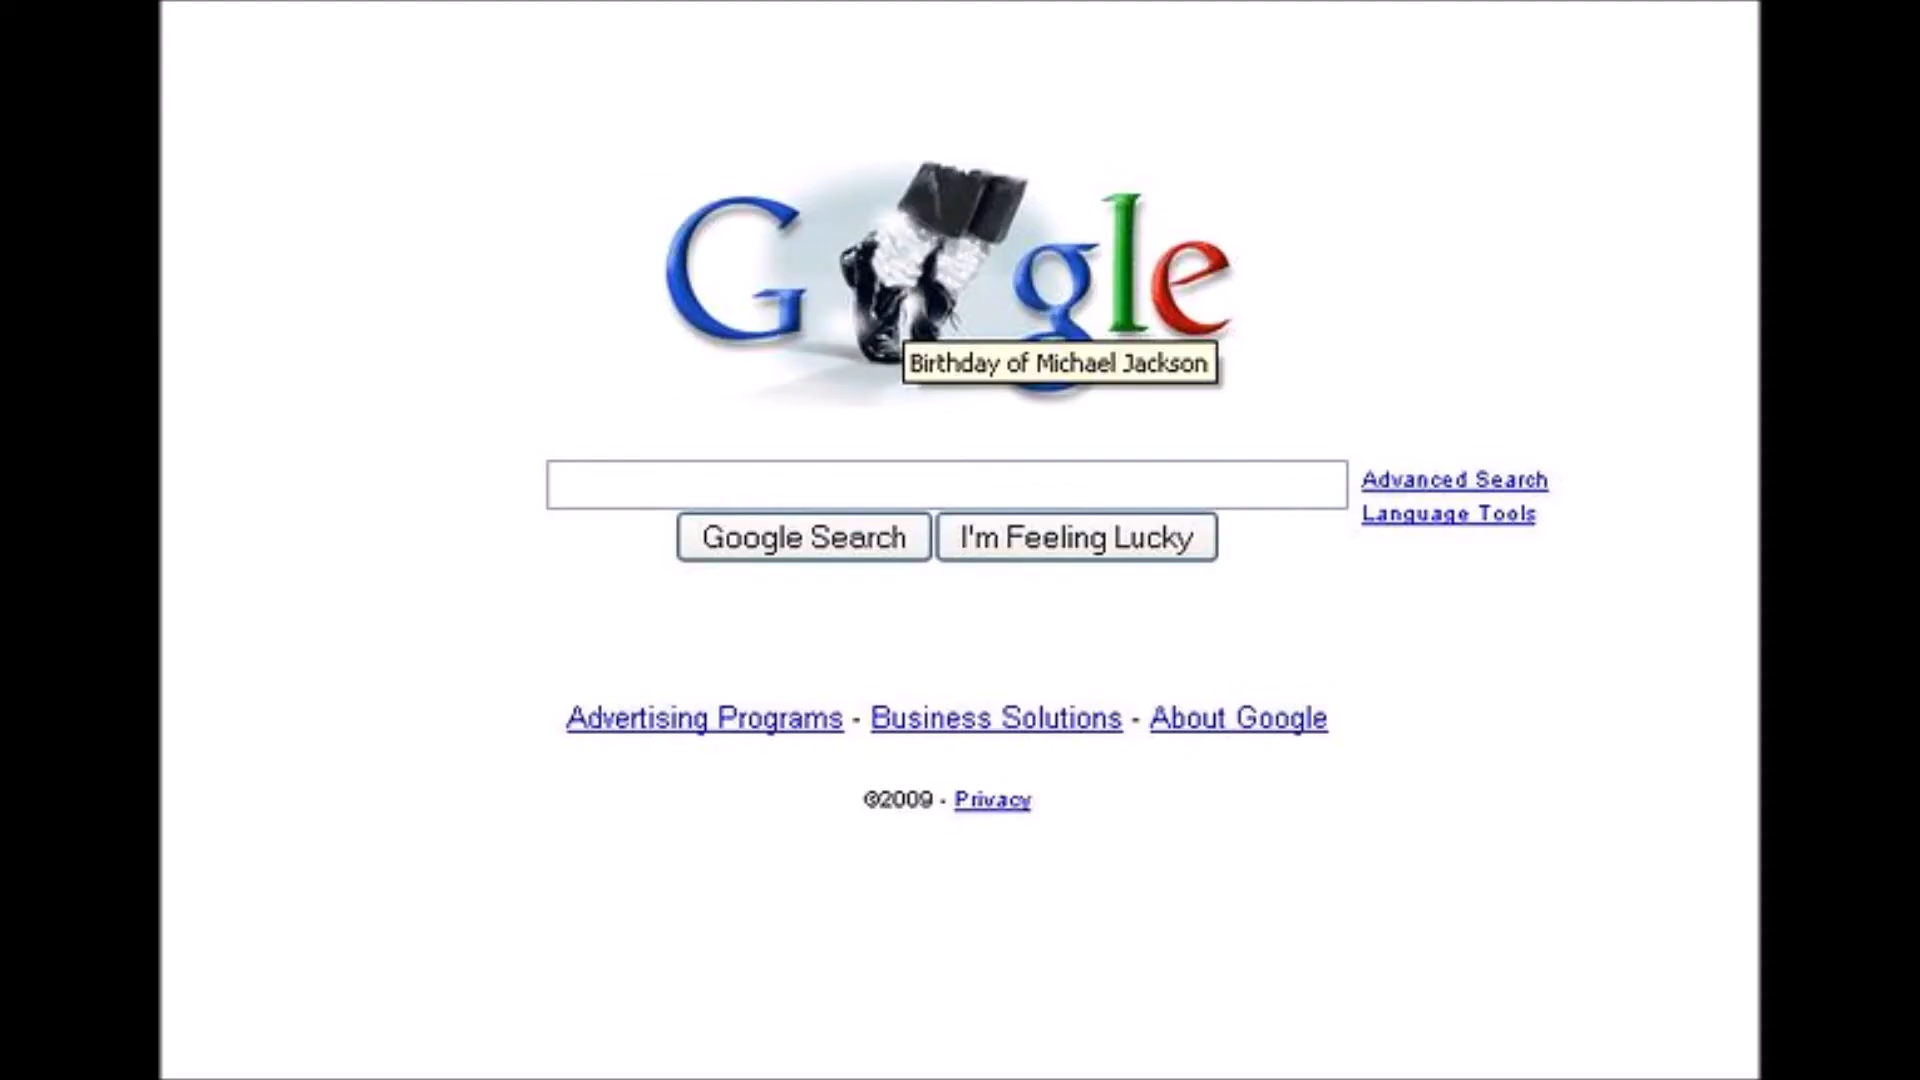 G gle
Birthday of Michael Jackson
Advanced Search
Language Tools
Google Search I'm Feeling Lucky
Advertising Programs - Business Solutions - About Google
©2009 - Privacy